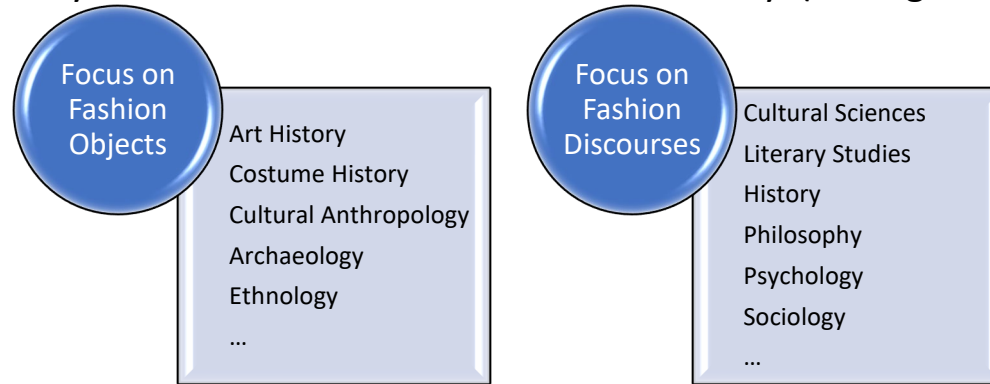 Focus on
Fashion
Objects
Art History
Costume History
Cultural Anthropology
Archaeology
Ethnology
...
Focus on
Fashion
Discourses
Cultural Sciences
Literary Studies
History
Philosophy
Psychology
Sociology
...